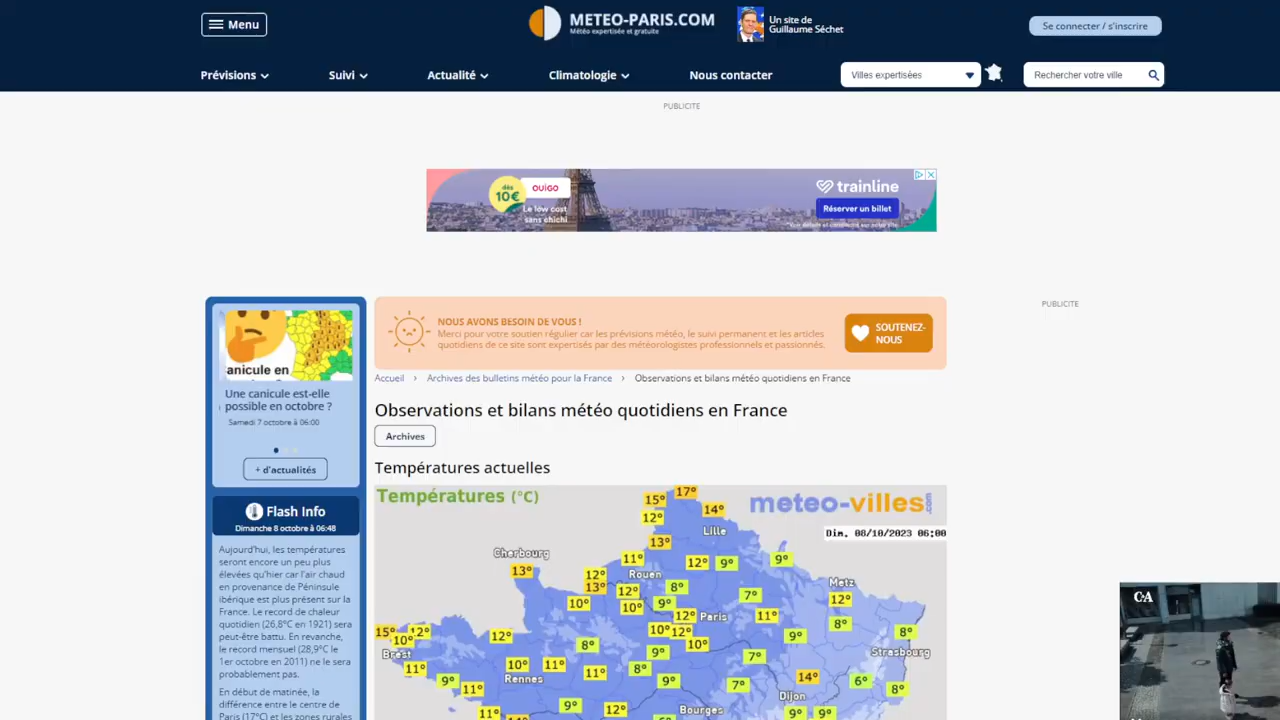 Menu
METEO-PARIS.COM
Météo expertisée et gratuite
Un site de
Guillaume Séchet
Se connecter / s'inscrire
Prévisions
Suivi
Actualité
Climatologie
Nous contacter
Villes expertisées
Rechercher votre ville
PUBLICITE
dès
10€
OUIGO
Le low cost
sans chichi
trainline
Réserver un billet
PUBLICITE
anicule en
Une canicule est-elle
possible en octobre ?
Samedi 7 octobre à 06:00
+ d'actualités
Flash Info
Dimanche 8 octobre à 06:48
Aujourd'hui, les températures
seront encore un peu plus
élevées qu'hier car l'air chaud
en provenance de Péninsule
ibérique est plus présent sur la
France. Le record de chaleur
quotidien (26,8°C en 1921) sera
peut-être battu. En revanche,
le record mensuel (28,9°C le
1er octobre en 2011) ne le sera
probablement pas.
En début de matinée, la
différence entre le centre de
Paris (17°C) et les zones rurales
NOUS AVONS BESOIN DE VOUS !
Merci pour votre soutien régulier car les prévisions météo, le suivi permanent et les articles
quotidiens de ce site sont expertisés par des météorologistes professionnels et passionnés.
SOUTENEZ-
NOUS
Accueil › Archives des bulletins météo pour la France › Observations et bilans météo quotidiens en France
Observations et bilans météo quotidiens en France
Archives
Températures actuelles
Températures (°C)
meteo-villes.com
Dim. 08/10/2023 06:00
15° 17°
12° 14°
Lille
13°
Cherbourg 11° 12° 9° 9°
13° 12° Rouen Metz
13° 12° 8° 7° 12°
10° 10° 9°
12° Paris 11° 8°
15° 10° 12° 12° 10° 12° 9° 8°
Brest 8° 10° Strasbourg
11° 10° 11° 9° 7°
9° Rennes 11° 8° 14° 6°
11° 9° 7° Dijon 8°
9° 12° Bourges
11° 9° 9°
C&A